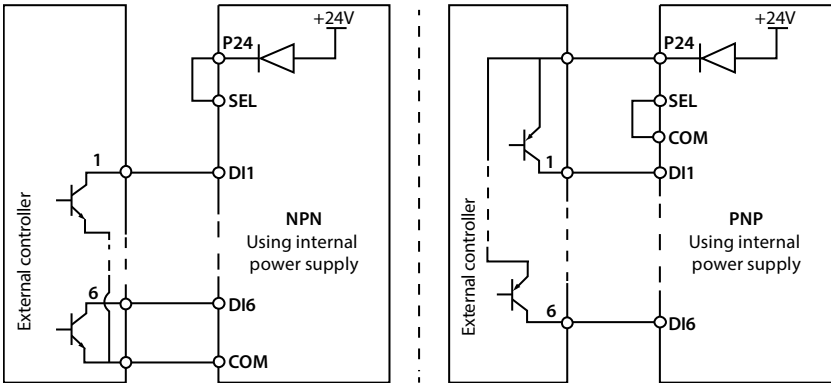 +24V
P24
SEL
1
DI1
External controller
NPN
Using internal
power supply
6
DI6
COM
+24V
P24
SEL
COM
1
DI1
External controller
PNP
Using internal
power supply
6
DI6